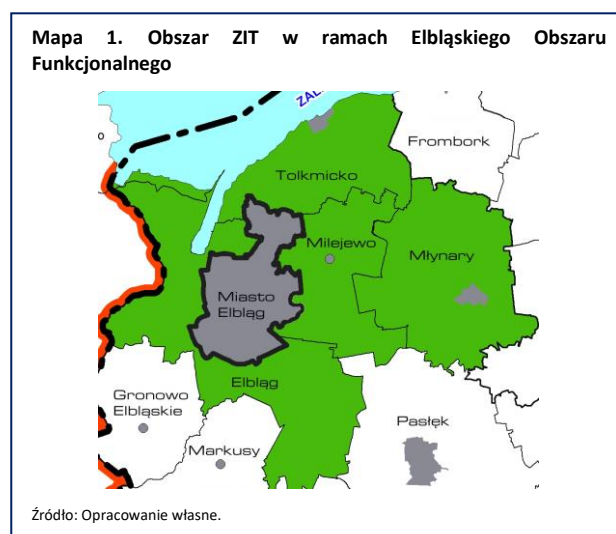 Mapa 1. Obszar ZIT w ramach Elbląskiego Obszaru
Funkcjonalnego
Frombork
Tolkmicko
Milejewo
Młynary
Miasto
Elbląg
Elbląg
Gronowo
Elbląskie
Pasłęk
Markusy
Źródło: Opracowanie własne.